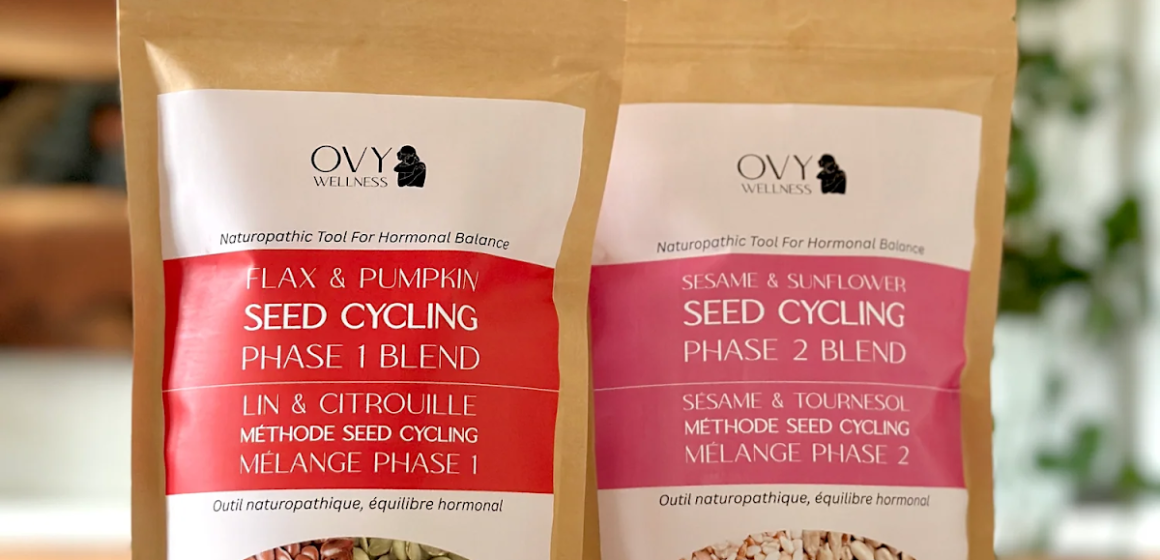 OVY
WELLNESS
Naturopathic Tool For Hormonal Balance
FLAX & PUMPKIN
SEED CYCLING
PHASE 1 BLEND
LIN & CITROUILLE
MÉTHODE SEED CYCLING
MÉLANGE PHASE 1
Outil naturopathique, équilibre hormonal
OVY
WELLNESS
Naturopathic Tool For Hormonal Balance
SESAME & SUNFLOWER
SEED CYCLING
PHASE 2 BLEND
SÉSAME & TOURNESOL
MÉTHODE SEED CYCLING
MÉLANGE PHASE 2
Outil naturopathique, équilibre hormonal